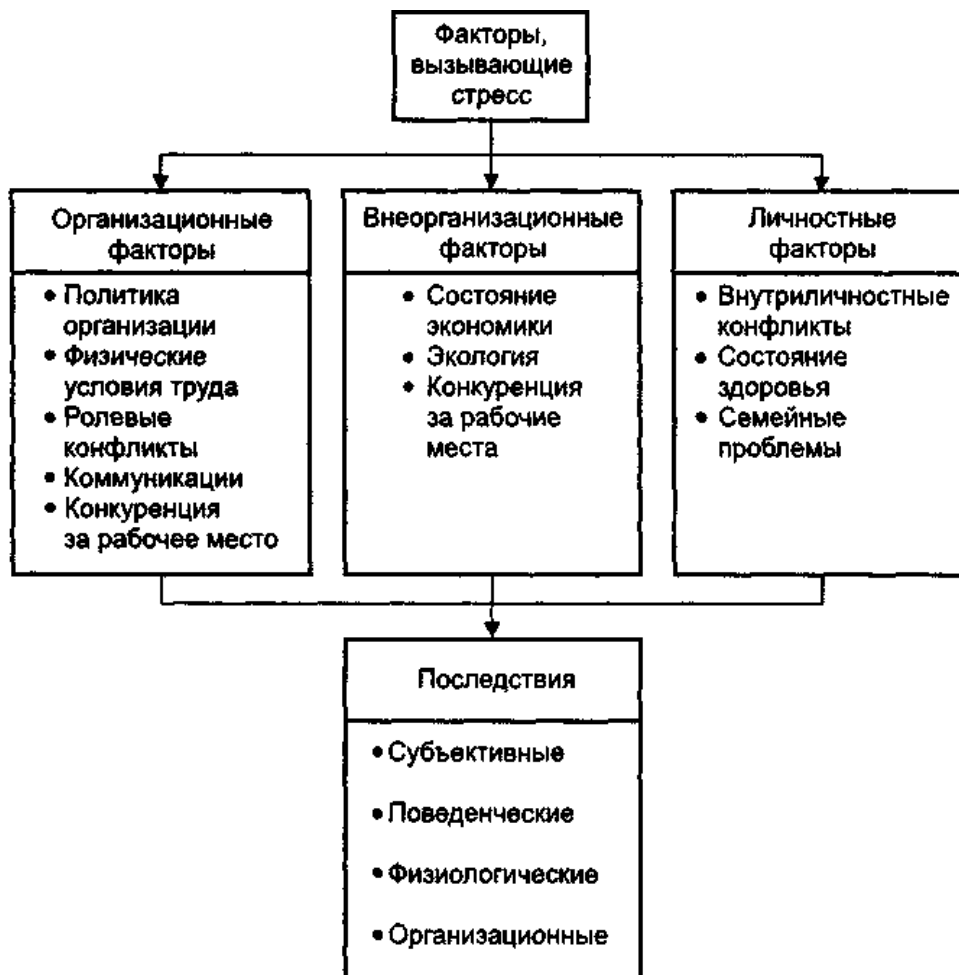 Факторы,
вызывающие
стресс
Организационные
факторы
• Политика
организации
• Физические
условия труда
• Ролевые
конфликты
• Коммуникации
• Конкуренция
за рабочее место
Внеорганизационные
факторы
• Состояние
экономики
• Экология
• Конкуренция
за рабочие
места
Личностные
факторы
• Внутриличностные
конфликты
• Состояние
здоровья
• Семейные
проблемы
Последствия
• Субъективные
• Поведенческие
• Физиологические
• Организационные